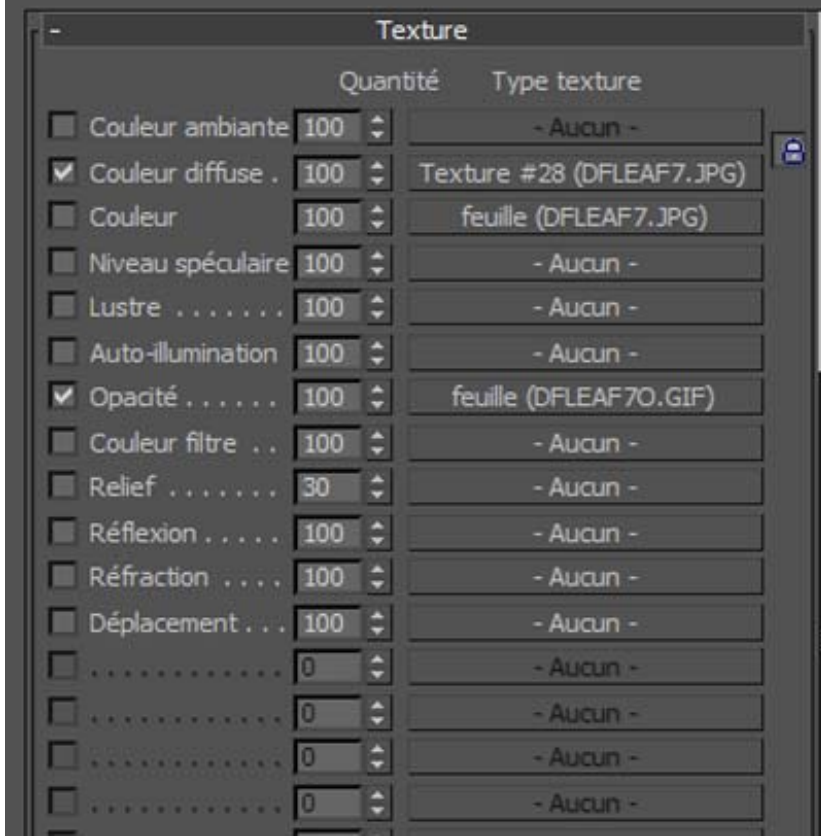 - Texture
Quantité Type texture
Couleur ambiante 100 - Aucun -
Couleur diffuse . 100 Texture #28 (DFLEAF7.JPG)
Couleur 100 feuille (DFLEAF7.JPG)
Niveau spéculaire 100 - Aucun -
Lustre . . . . . . . 100 - Aucun -
Auto-illumination 100 - Aucun -
Opacité . . . . . . 100 feuille (DFLEAF7O.GIF)
Couleur filtre . . 100 - Aucun -
Relief . . . . . . . 30 - Aucun -
Réflexion . . . . . 100 - Aucun -
Réfraction . . . . 100 - Aucun -
Déplacement . . . 100 - Aucun -
. . . . . . . . . . . . 0 - Aucun -
. . . . . . . . . . . . 0 - Aucun -
. . . . . . . . . . . . 0 - Aucun -
. . . . . . . . . . . . 0 - Aucun -